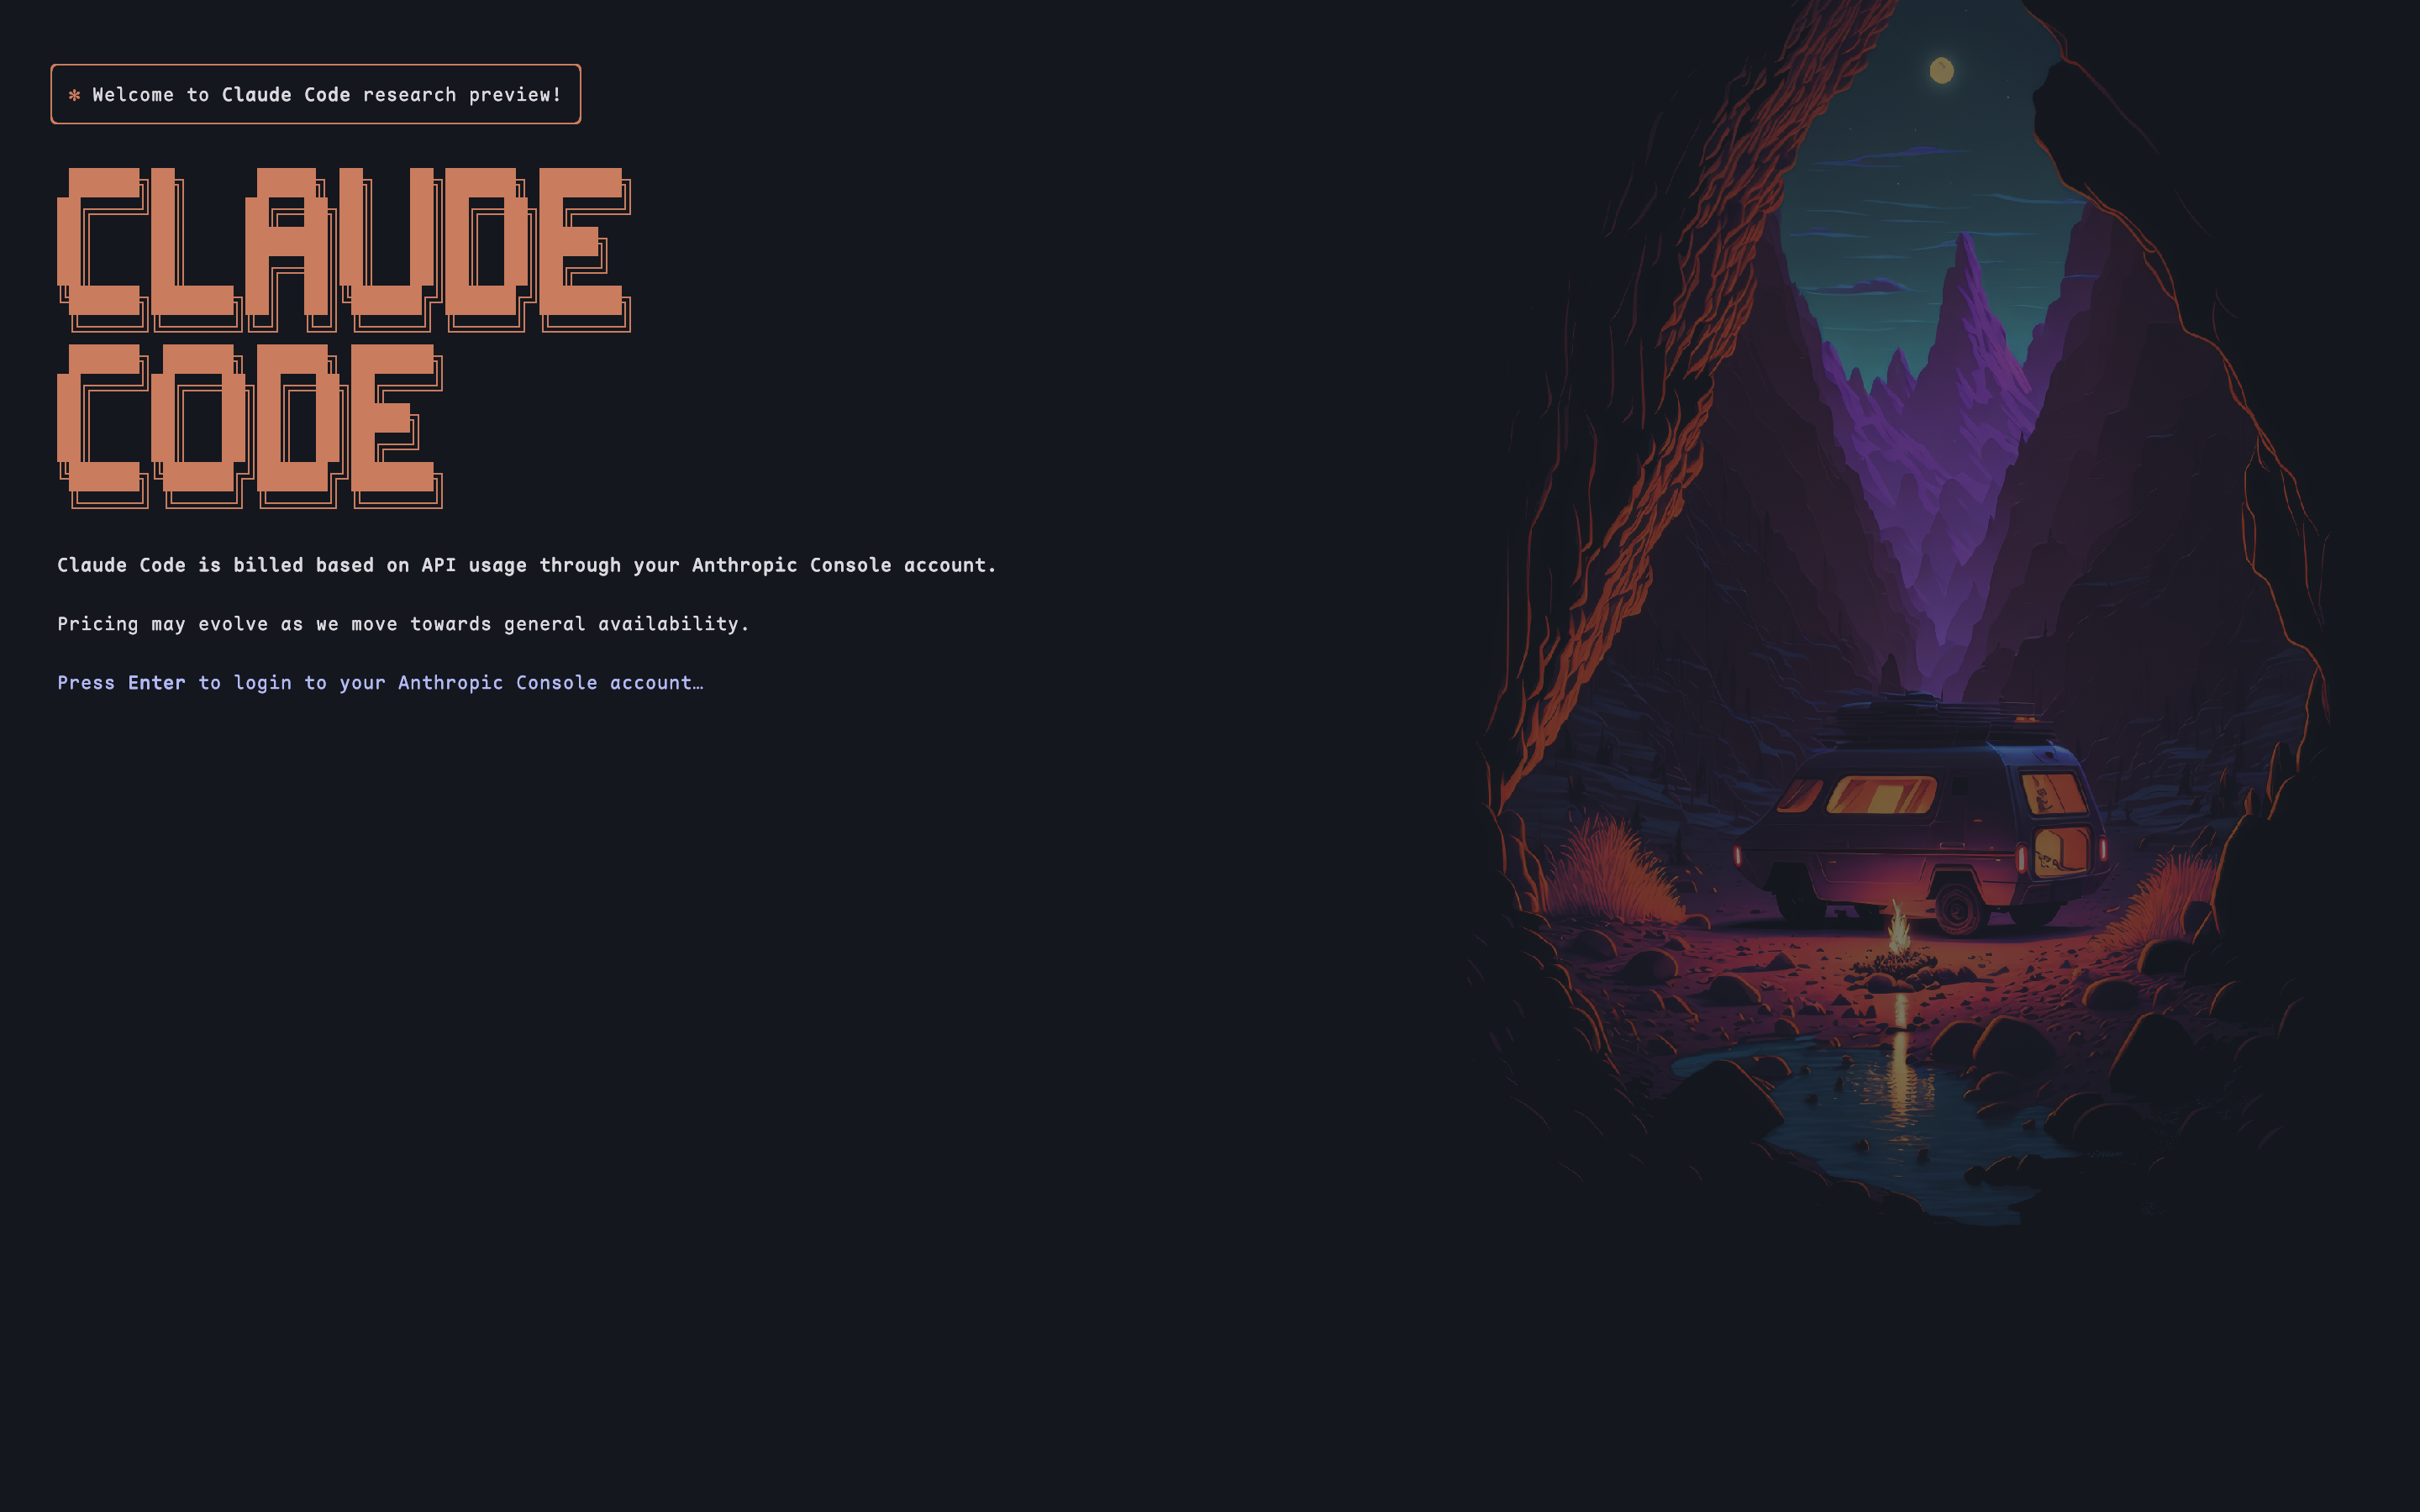 ✻ Welcome to Claude Code research preview!
CLAUDE
CODE
Claude Code is billed based on API usage through your Anthropic Console account.
Pricing may evolve as we move towards general availability.
Press Enter to login to your Anthropic Console account…